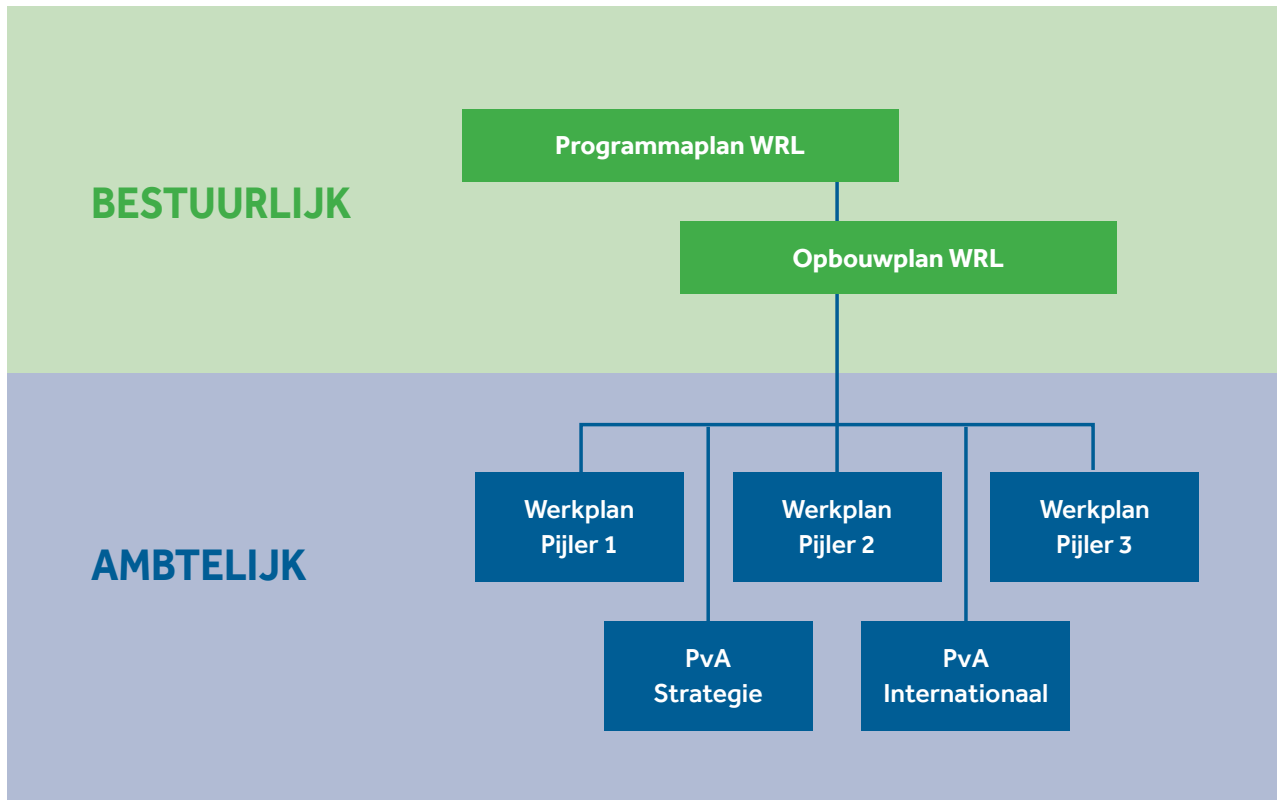 BESTUURLIJK
Programmaplan WRL
Opbouwplan WRL
AMBTELIJK
Werkplan
Pijler 1
Werkplan
Pijler 2
Werkplan
Pijler 3
PvA
Strategie
PvA
Internationaal